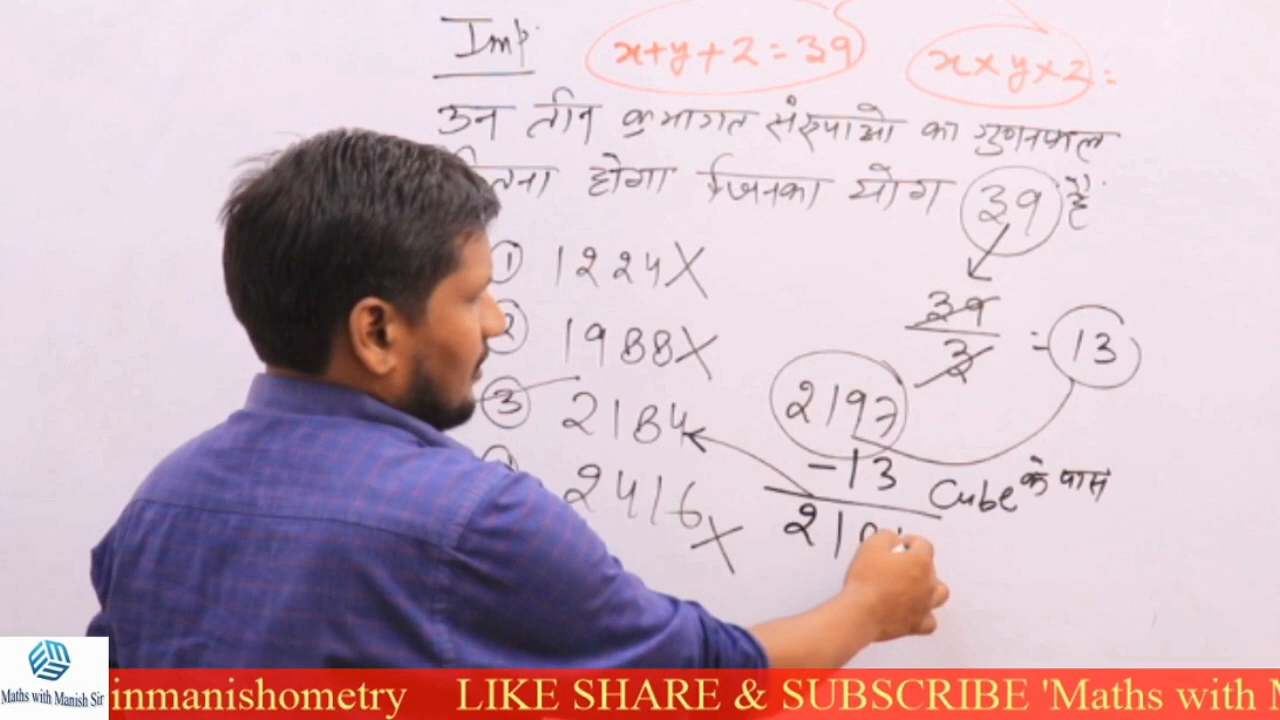 Imp.
x+y+z=39
x×y×z=
उन तीन क्रमागत संख्याओ का गुणनफल
होगा जिनका योग 39 है
1 1224 X
2 1988 X
3 2184
2416 X
39
3
= 13
2197
-13
Cube के पास
inmanishometry LIKE SHARE & SUBSCRIBE 'Maths with
Maths with Manish Sir